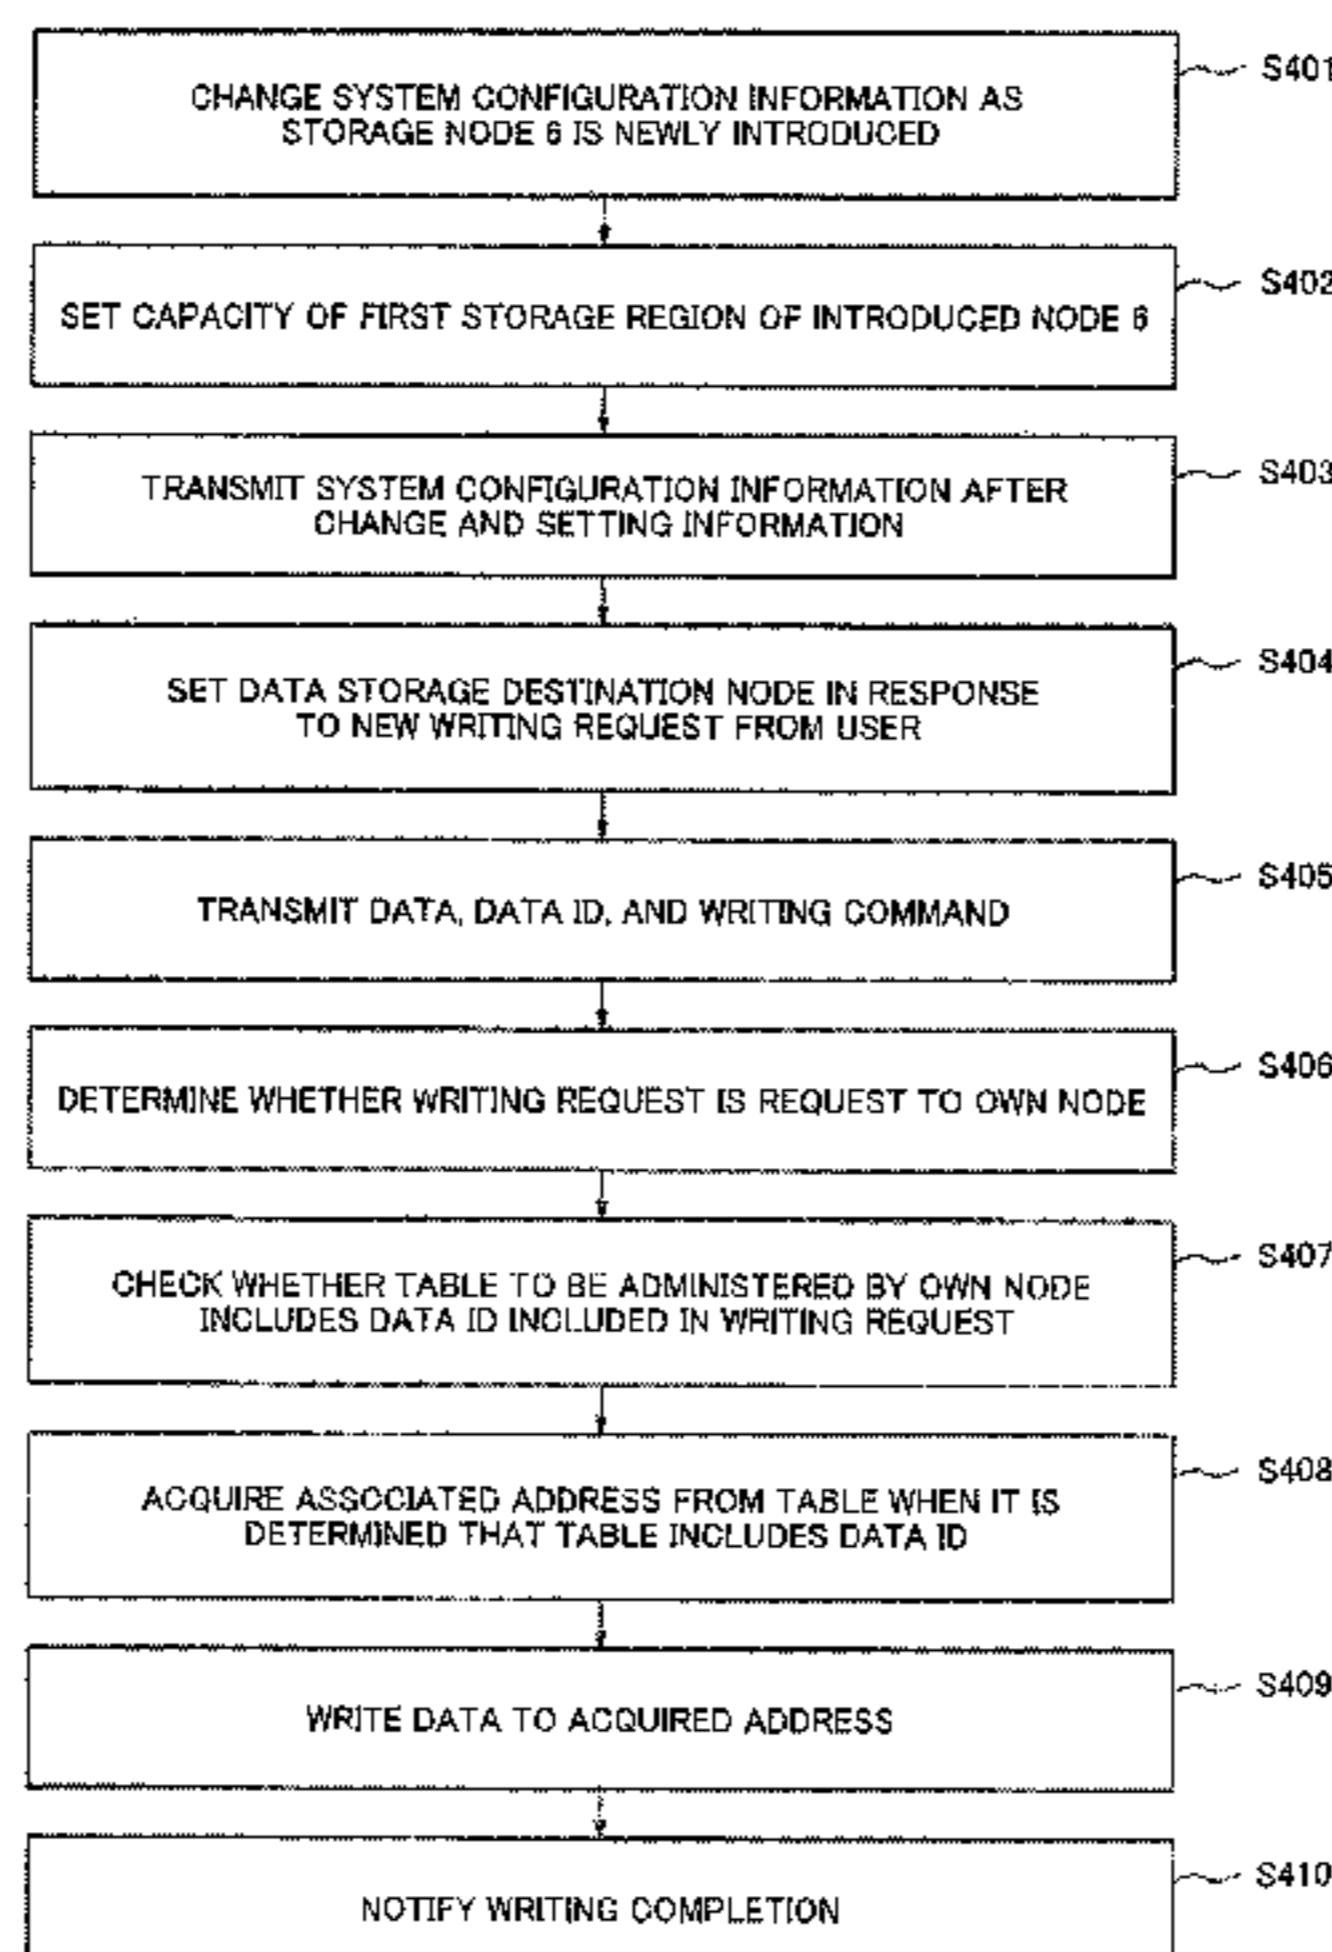 CHANGE SYSTEM CONFIGURATION INFORMATION AS
STORAGE NODE 6 IS NEWLY INTRODUCED
S401
SET CAPACITY OF FIRST STORAGE REGION OF INTRODUCED NODE 6
S402
TRANSMIT SYSTEM CONFIGURATION INFORMATION AFTER
CHANGE AND SETTING INFORMATION
S403
SET DATA STORAGE DESTINATION NODE IN RESPONSE
TO NEW WRITING REQUEST FROM USER
S404
TRANSMIT DATA, DATA ID, AND WRITING COMMAND
S405
DETERMINE WHETHER WRITING REQUEST IS REQUEST TO OWN NODE
S406
CHECK WHETHER TABLE TO BE ADMINISTERED BY OWN NODE
INCLUDES DATA ID INCLUDED IN WRITING REQUEST
S407
ACQUIRE ASSOCIATED ADDRESS FROM TABLE WHEN IT IS
DETERMINED THAT TABLE INCLUDES DATA ID
S408
WRITE DATA TO ACQUIRED ADDRESS
S409
NOTIFY WRITING COMPLETION
S410